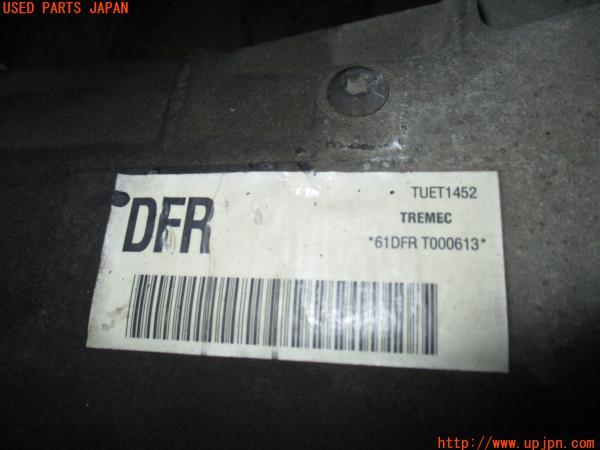 USED PARTS JAPAN
DFR
TUET1452
TREMEC
*61DFR T000613*
http://www.upjpn.com/